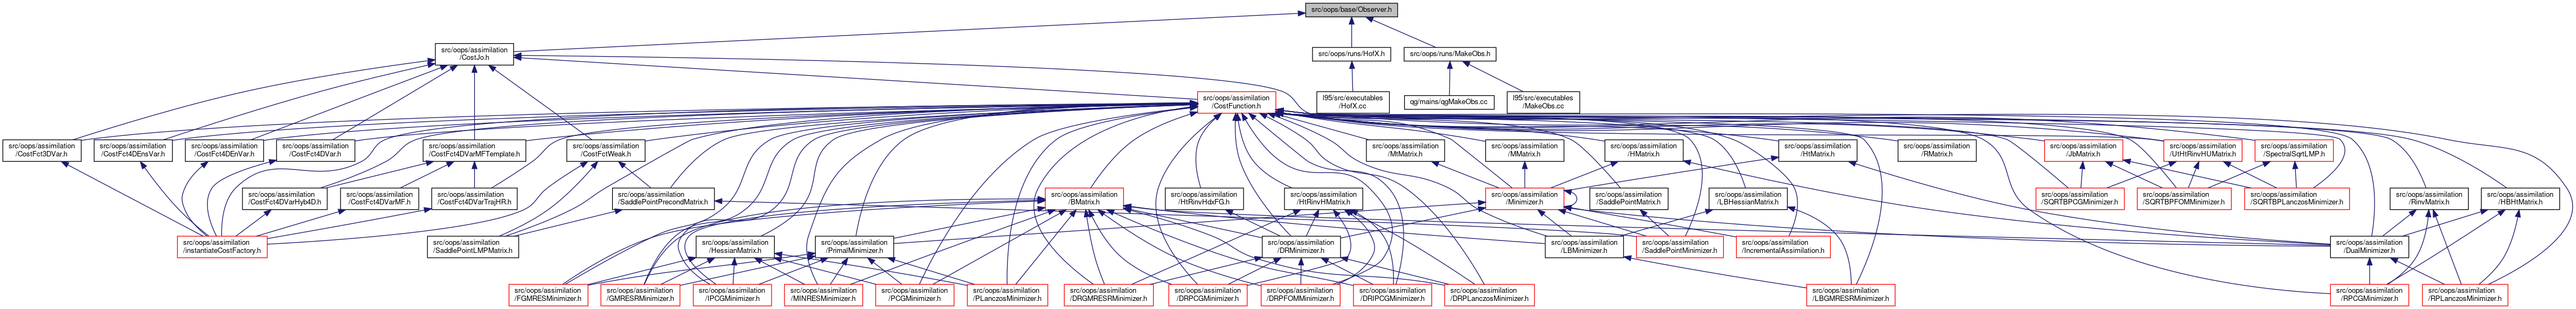 src/oops/base/Observer.h
src/oops/assimilation
/CostJo.h
src/oops/runs/HofX.h
src/oops/runs/MakeObs.h
src/oops/assimilation
/CostFunction.h
l95/src/executables
/HofX.cc
qg/mains/qgMakeObs.cc
l95/src/executables
/MakeObs.cc
src/oops/assimilation
/CostFct3DVar.h
src/oops/assimilation
/CostFct4DEnsVar.h
src/oops/assimilation
/CostFct4DEnVar.h
src/oops/assimilation
/CostFct4DVar.h
src/oops/assimilation
/CostFct4DVarMFTemplate.h
src/oops/assimilation
/CostFctWeak.h
src/oops/assimilation
/MtMatrix.h
src/oops/assimilation
/MMatrix.h
src/oops/assimilation
/HMatrix.h
src/oops/assimilation
/HtMatrix.h
src/oops/assimilation
/RMatrix.h
src/oops/assimilation
/JbMatrix.h
src/oops/assimilation
/UtHtRinvHUMatrix.h
src/oops/assimilation
/SpectralSqrtLMP.h
src/oops/assimilation
/CostFct4DVarHyb4D.h
src/oops/assimilation
/CostFct4DVarMF.h
src/oops/assimilation
/CostFct4DVarTrajHR.h
src/oops/assimilation
/SaddlePointPrecondMatrix.h
src/oops/assimilation
/BMatrix.h
src/oops/assimilation
/HtRinvHdxFG.h
src/oops/assimilation
/HtRinvHMatrix.h
src/oops/assimilation
/Minimizer.h
src/oops/assimilation
/SaddlePointMatrix.h
src/oops/assimilation
/LBHessianMatrix.h
src/oops/assimilation
/SQRTBPCGMinimizer.h
src/oops/assimilation
/SQRTBPFOMMinimizer.h
src/oops/assimilation
/SQRTBPLanczosMinimizer.h
src/oops/assimilation
/RinvMatrix.h
src/oops/assimilation
/HBHtMatrix.h
src/oops/assimilation
/instantiateCostFactory.h
src/oops/assimilation
/SaddlePointLMPMatrix.h
src/oops/assimilation
/HessianMatrix.h
src/oops/assimilation
/PrimalMinimizer.h
src/oops/assimilation
/DRMinimizer.h
src/oops/assimilation
/LBMinimizer.h
src/oops/assimilation
/SaddlePointMinimizer.h
src/oops/assimilation
/IncrementalAssimilation.h
src/oops/assimilation
/DualMinimizer.h
src/oops/assimilation
/FGMRESMinimizer.h
src/oops/assimilation
/GMRESRMinimizer.h
src/oops/assimilation
/IPCGMinimizer.h
src/oops/assimilation
/MINRESMinimizer.h
src/oops/assimilation
/PCGMinimizer.h
src/oops/assimilation
/PLanczosMinimizer.h
src/oops/assimilation
/DRGMRESRMinimizer.h
src/oops/assimilation
/DRPCGMinimizer.h
src/oops/assimilation
/DRPFOMMinimizer.h
src/oops/assimilation
/DRIPCGMinimizer.h
src/oops/assimilation
/DRPLanczosMinimizer.h
src/oops/assimilation
/LBGMRESRMinimizer.h
src/oops/assimilation
/RPCGMinimizer.h
src/oops/assimilation
/RPLanczosMinimizer.h